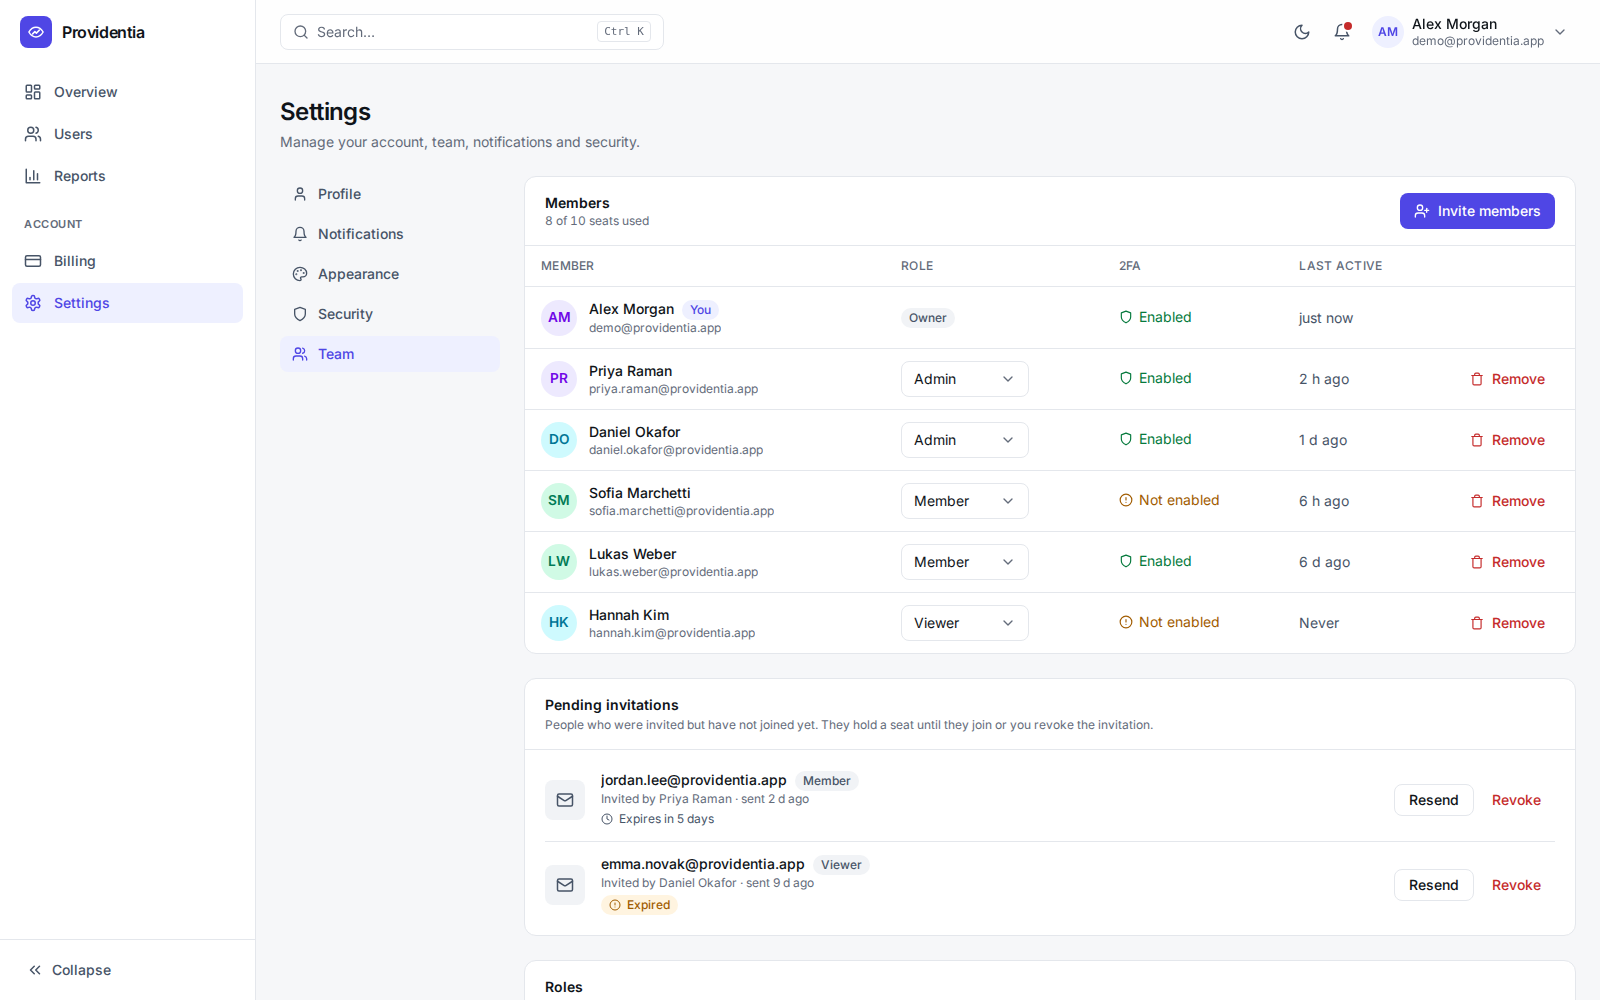 Providentia
Search...
Ctrl K
AM
Alex Morgan
demo@providentia.app
Overview
Users
Reports
ACCOUNT
Billing
Settings
Collapse
Settings
Manage your account, team, notifications and security.
Profile
Notifications
Appearance
Security
Team
Members
8 of 10 seats used
Invite members
MEMBER ROLE 2FA LAST ACTIVE
AM Alex Morgan You
demo@providentia.app
Owner Enabled just now
PR Priya Raman
priya.raman@providentia.app
Admin Enabled 2 h ago Remove
DO Daniel Okafor
daniel.okafor@providentia.app
Admin Enabled 1 d ago Remove
SM Sofia Marchetti
sofia.marchetti@providentia.app
Member Not enabled 6 h ago Remove
LW Lukas Weber
lukas.weber@providentia.app
Member Enabled 6 d ago Remove
HK Hannah Kim
hannah.kim@providentia.app
Viewer Not enabled Never Remove
Pending invitations
People who were invited but have not joined yet. They hold a seat until they join or you revoke the invitation.
jordan.lee@providentia.app Member
Invited by Priya Raman · sent 2 d ago
Expires in 5 days
Resend Revoke
emma.novak@providentia.app Viewer
Invited by Daniel Okafor · sent 9 d ago
Expired
Resend Revoke
Roles